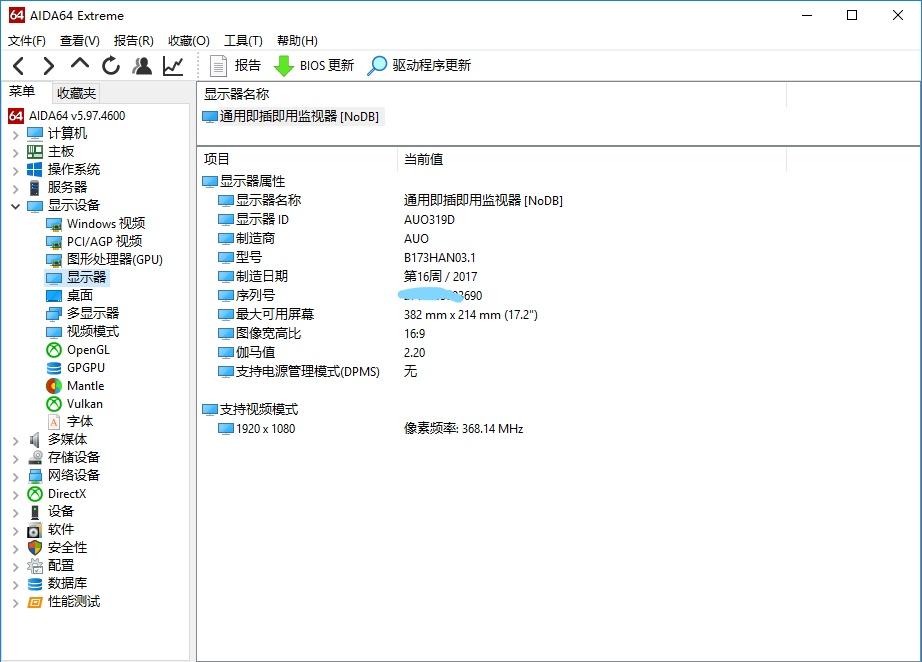 AIDA64 Extreme
文件(F) 查看(V) 报告(R) 收藏(O) 工具(T) 帮助(H)
报告 BIOS 更新 驱动程序更新
菜单 收藏夹
64 AIDA64 v5.97.4600
计算机
主板
操作系统
服务器
显示设备
Windows 视频
PCI/AGP 视频
图形处理器(GPU)
显示器
桌面
多显示器
视频模式
OpenGL
GPGPU
Mantle
Vulkan
字体
多媒体
存储设备
网络设备
DirectX
设备
软件
安全性
配置
数据库
性能测试
显示器名称
通用即插即用监视器 [NoDB]
项目 当前值
显示器属性
显示器名称 通用即插即用监视器 [NoDB]
显示器 ID AUO319D
制造商 AUO
型号 B173HAN03.1
制造日期 第16周 / 2017
序列号 3690
最大可用屏幕 382 mm x 214 mm (17.2")
图像宽高比 16:9
伽马值 2.20
支持电源管理模式(DPMS) 无
支持视频模式
1920 x 1080 像素频率: 368.14 MHz